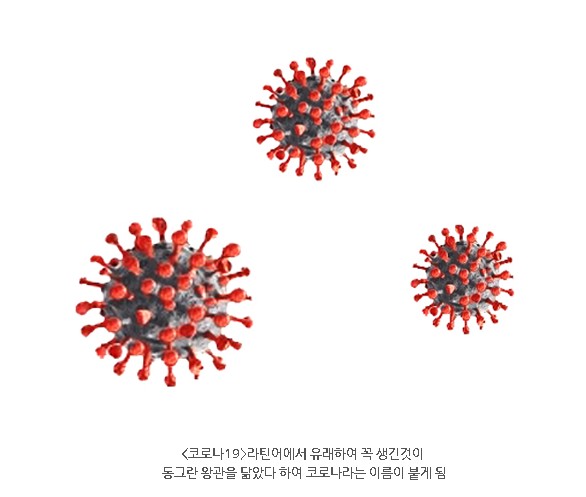 <코로나19>라틴어에서 유래하여 꼭 생긴것이
동그란 왕관을 닮았다 하여 코로나라는 이름이 붙게 됨